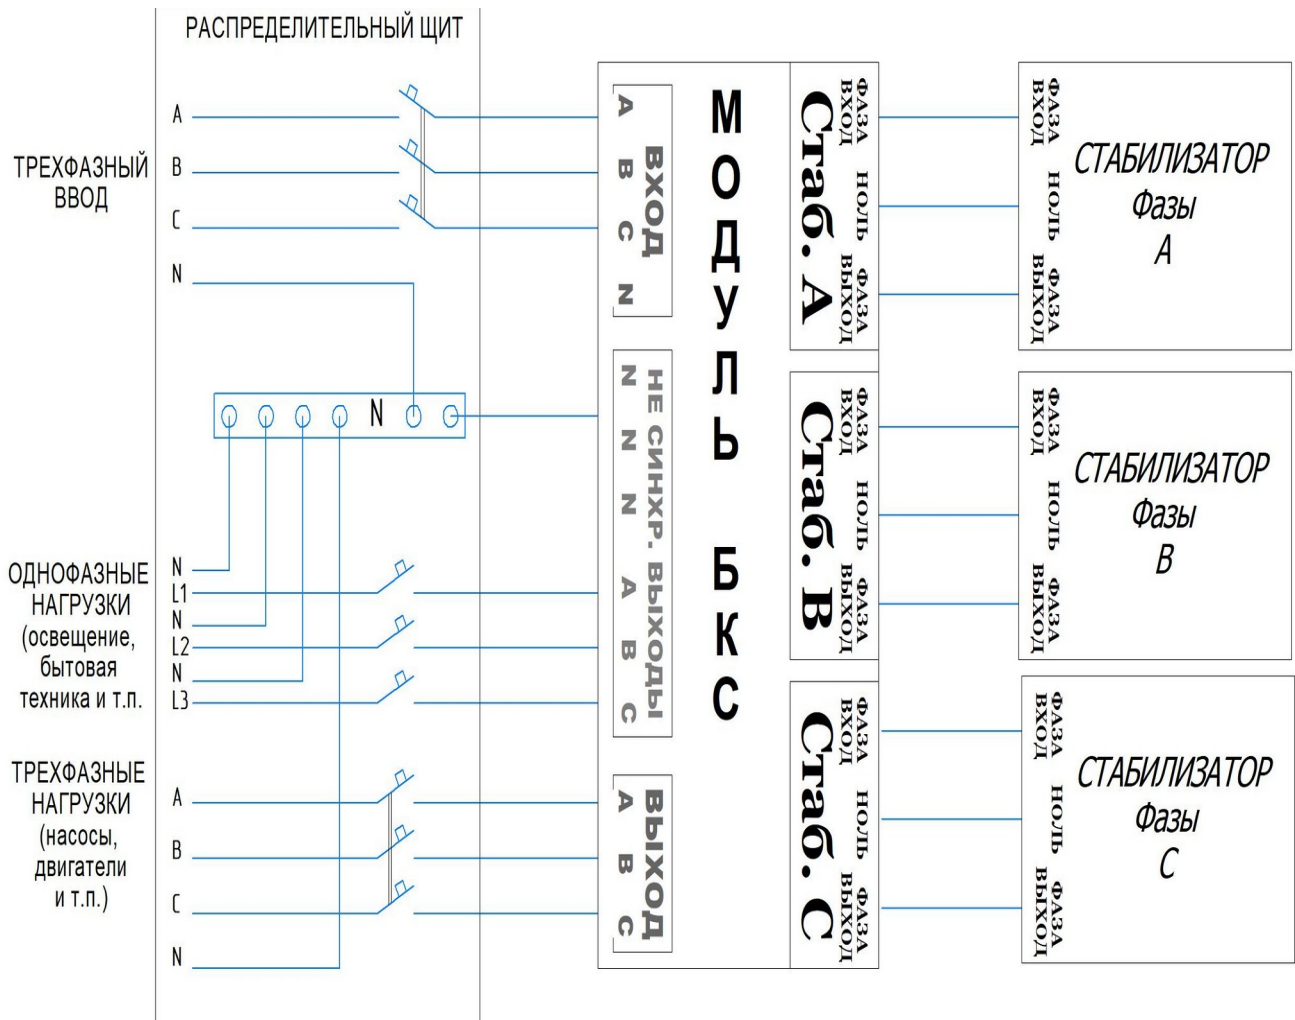 РАСПРЕДЕЛИТЕЛЬНЫЙ ЩИТ
ТРЕХФАЗНЫЙ
ВВОД
A
B
C
N
N
ОДНОФАЗНЫЕ
НАГРУЗКИ
(освещение,
бытовая
техника и т.п.
N
L1
N
L2
N
L3
ТРЕХФАЗНЫЕ
НАГРУЗКИ
(насосы,
двигатели
и т.п.)
A
B
C
N
ВХОД
A B C N
НЕ СИНХР. ВЫХОДЫ
N N N A B C
ВЫХОД
A B C
МОДУЛЬ БКС
ФАЗА
ВХОД
НОЛЬ
ФАЗА
ВЫХОД
Стаб. А
ФАЗА
ВХОД
НОЛЬ
ФАЗА
ВЫХОД
Стаб. В
ФАЗА
ВХОД
НОЛЬ
ФАЗА
ВЫХОД
Стаб. С
ФАЗА
ВХОД
НОЛЬ
ФАЗА
ВЫХОД
СТАБИЛИЗАТОР
Фазы
А
ФАЗА
ВХОД
НОЛЬ
ФАЗА
ВЫХОД
СТАБИЛИЗАТОР
Фазы
В
ФАЗА
ВХОД
НОЛЬ
ФАЗА
ВЫХОД
СТАБИЛИЗАТОР
Фазы
С